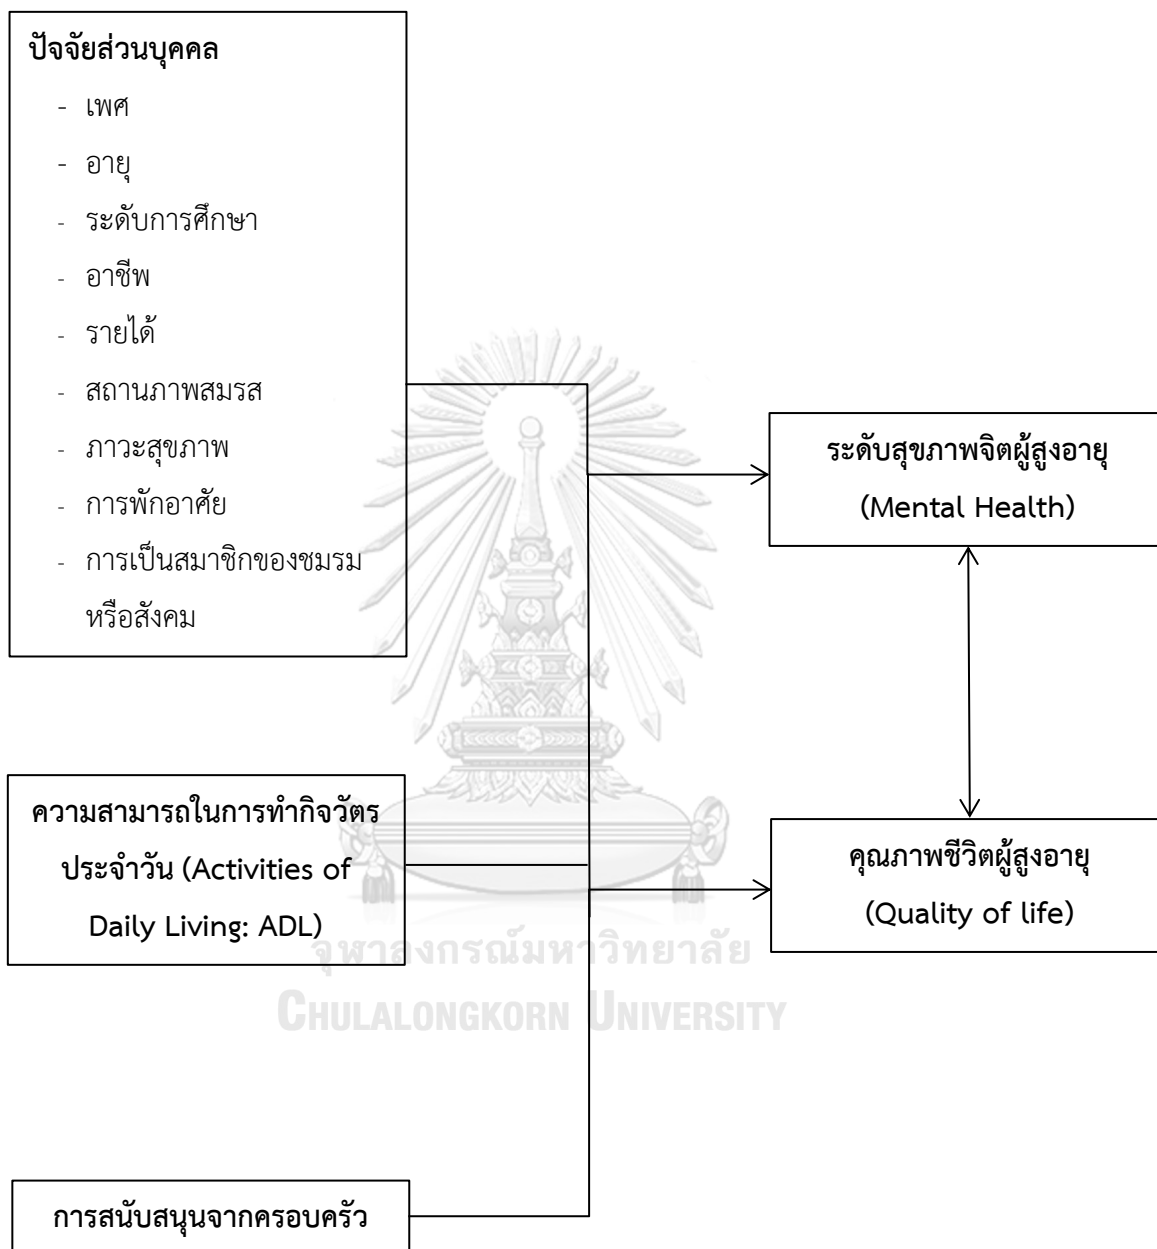 ปัจจัยส่วนบุคคล
- เพศ
- อายุ
- ระดับการศึกษา
- อาชีพ
- รายได้
- สถานภาพสมรส
- ภาวะสุขภาพ
- การพักอาศัย
- การเป็นสมาชิกของชมรม
หรือสังคม
ระดับสุขภาพจิตผู้สูงอายุ
(Mental Health)
ความสามารถในการทำกิจวัตร
ประจำวัน (Activities of
Daily Living: ADL)
คุณภาพชีวิตผู้สูงอายุ
(Quality of life)
จุฬาลงกรณ์มหาวิทยาลัย
CHULALONGKORN UNIVERSITY
การสนับสนุนจากครอบครัว